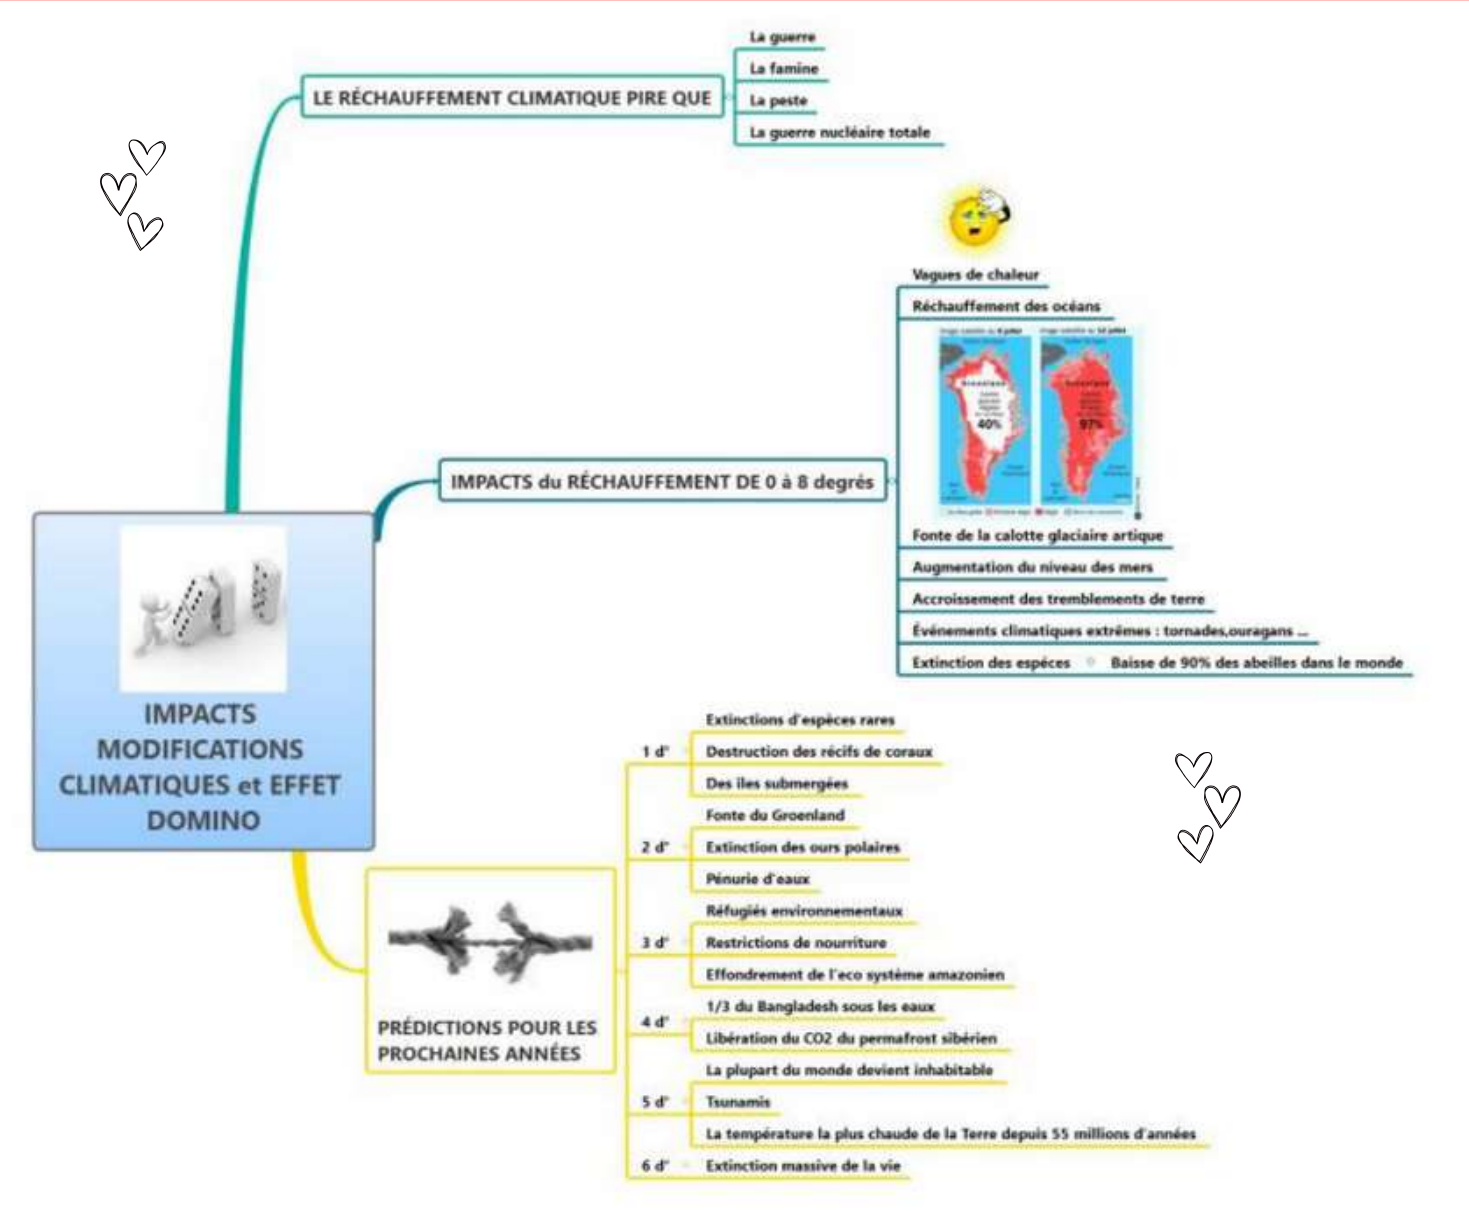 La guerre
La famine
LE RÉCHAUFFEMENT CLIMATIQUE PIRE QUE
La peste
La guerre nucléaire totale
Vagues de chaleur
Réchauffement des océans
40%
97%
IMPACTS du RÉCHAUFFEMENT DE 0 à 8 degrés
Fonte de la calotte glaciaire artique
Augmentation du niveau des mers
Accroissement des tremblements de terre
Événements climatiques extrêmes : tornades,ouragans ...
Extinction des espéces
Baisse de 90% des abeilles dans le monde
IMPACTS
MODIFICATIONS
CLIMATIQUES et EFFET
DOMINO
PRÉDICTIONS POUR LES
PROCHAINES ANNÉES
1 d°
Extinctions d'espèces rares
Destruction des récifs de coraux
Des îles submergées
2 d°
Fonte du Groenland
Extinction des ours polaires
Pénurie d'eaux
3 d°
Réfugiés environnementaux
Restrictions de nourriture
Effondrement de l'eco système amazonien
4 d°
1/3 du Bangladesh sous les eaux
Libération du CO2 du permafrost sibérien
5 d°
La plupart du monde devient inhabitable
Tsunamis
La température la plus chaude de la Terre depuis 55 millions d'années
6 d°
Extinction massive de la vie